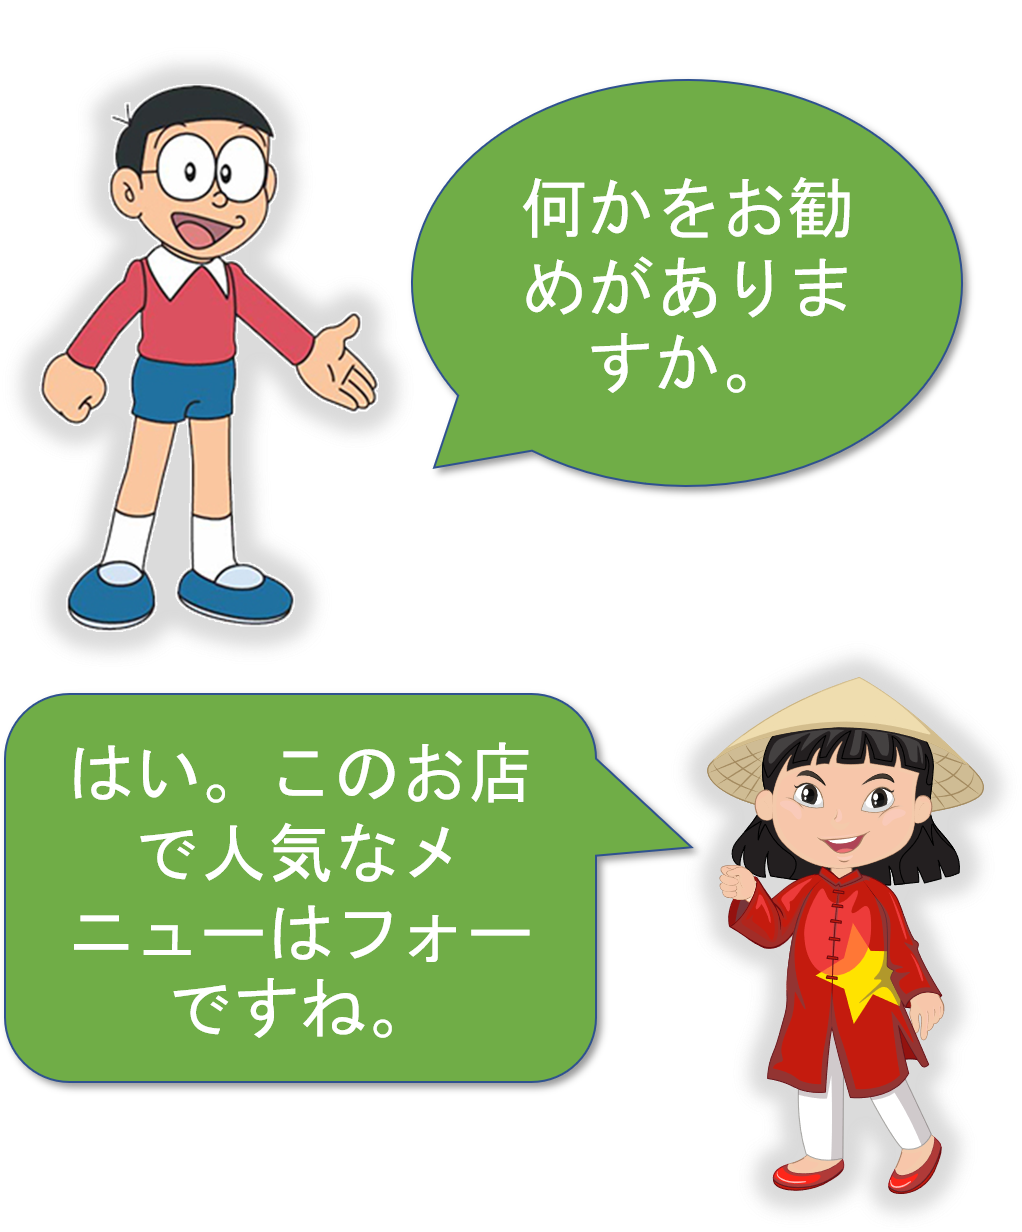 何かをお勧
めがありま
すか。
はい。このお店
で人気なメ
ニューはフォー
ですね。